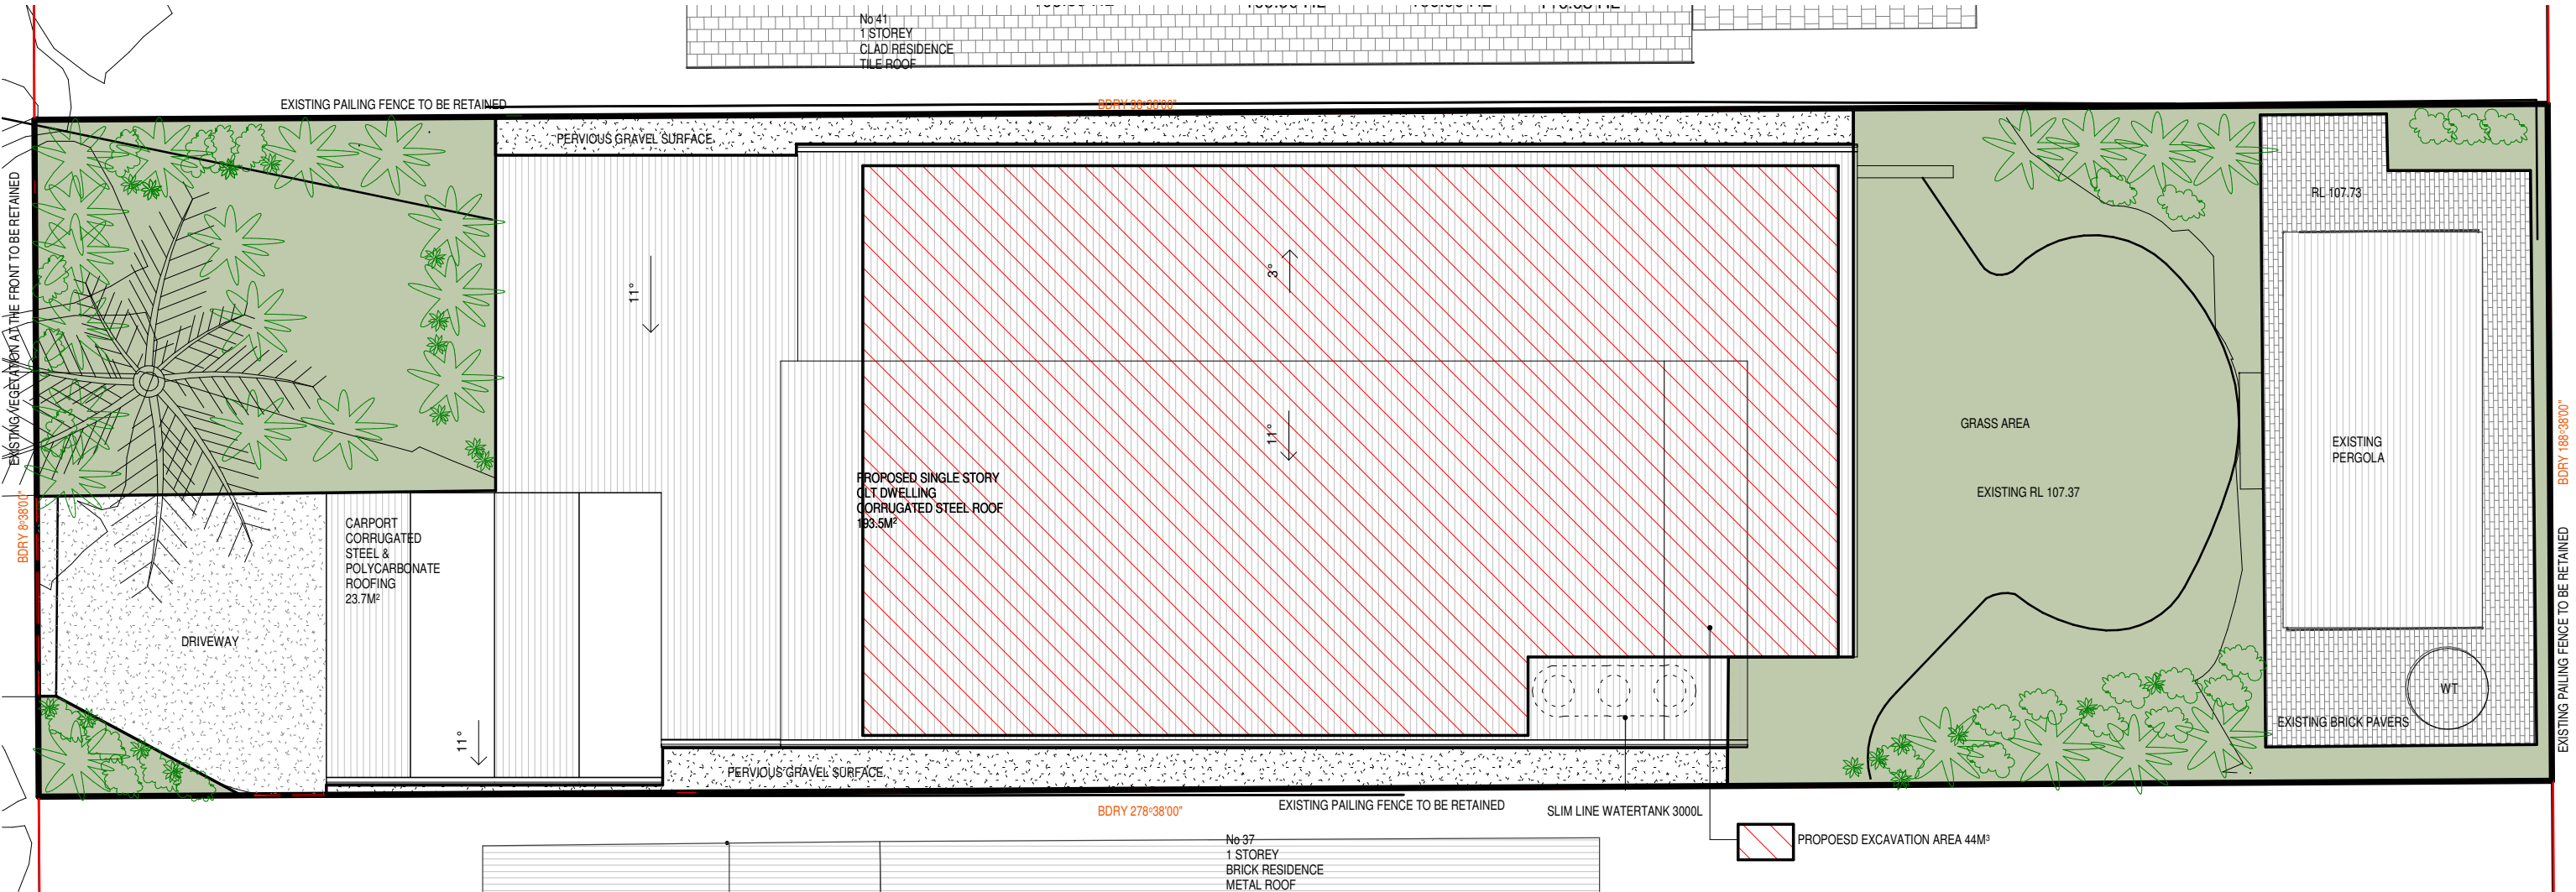 No 41
1 STOREY
CLAD RESIDENCE
TILE ROOF
EXISTING PAILING FENCE TO BE RETAINED
BDRY 98°38'00"
PERVIOUS GRAVEL SURFACE
EXISTING VEGETATION AT THE FRONT TO BE RETAINED
BDRY 8°38'00"
11°
3°
11°
RL 107.73
GRASS AREA
EXISTING RL 107.37
EXISTING
PERGOLA
BDRY 188°38'00"
EXISTING PAILING FENCE TO BE RETAINED
PROPOSED SINGLE STORY
CLT DWELLING
CORRUGATED STEEL ROOF
193.5M²
CARPORT
CORRUGATED
STEEL &
POLYCARBONATE
ROOFING
23.7M²
DRIVEWAY
11°
WT
EXISTING BRICK PAVERS
PERVIOUS GRAVEL SURFACE
BDRY 278°38'00"
EXISTING PAILING FENCE TO BE RETAINED
SLIM LINE WATERTANK 3000L
PROPOESD EXCAVATION AREA 44M³
No 37
1 STOREY
BRICK RESIDENCE
METAL ROOF